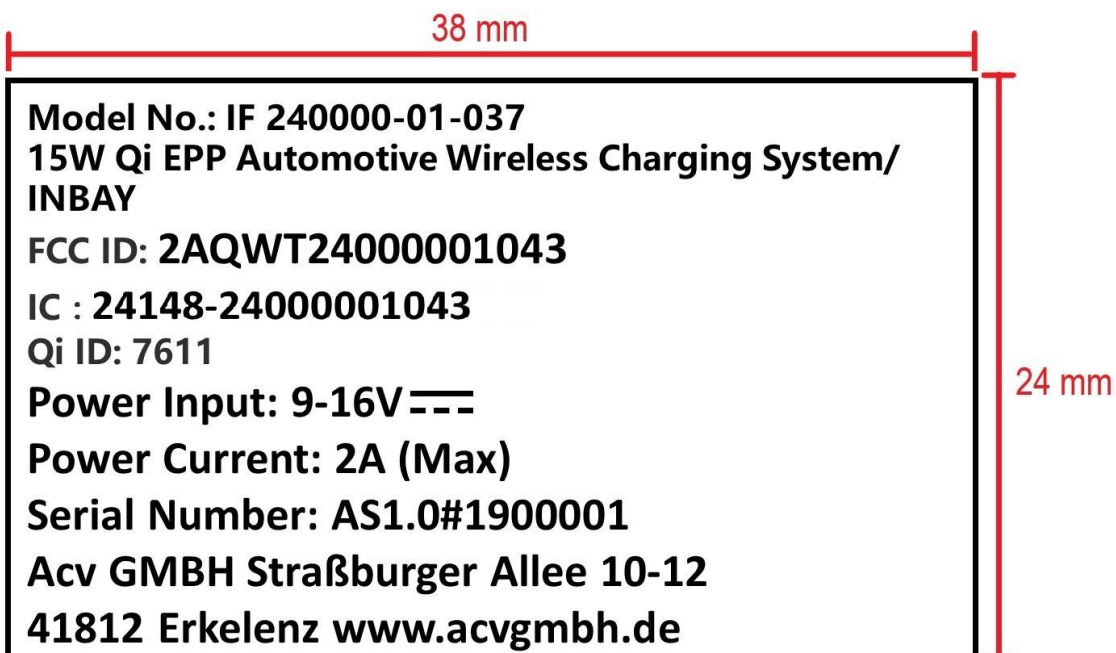 38 mm
Model No.: IF 240000-01-037
15W Qi EPP Automotive Wireless Charging System/
INBAY
FCC ID: 2AQWT24000001043
IC : 24148-24000001043
Qi ID: 7611
Power Input: 9-16V⎓
Power Current: 2A (Max)
Serial Number: AS1.0#1900001
Acv GMBH Straßburger Allee 10-12
41812 Erkelenz www.acvgmbh.de
24 mm